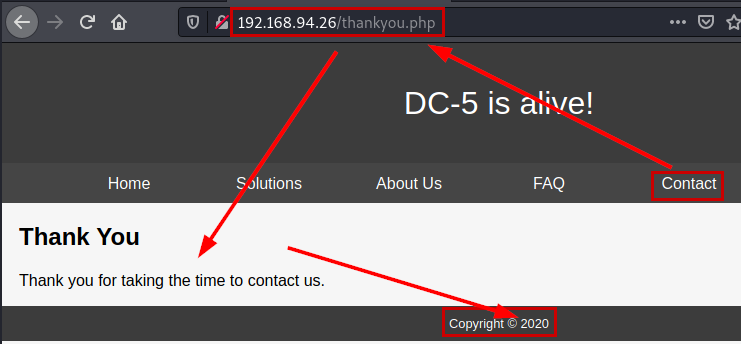 192.168.94.26/thankyou.php
DC-5 is alive!
Home Solutions About Us FAQ Contact
Thank You
Thank you for taking the time to contact us.
Copyright © 2020